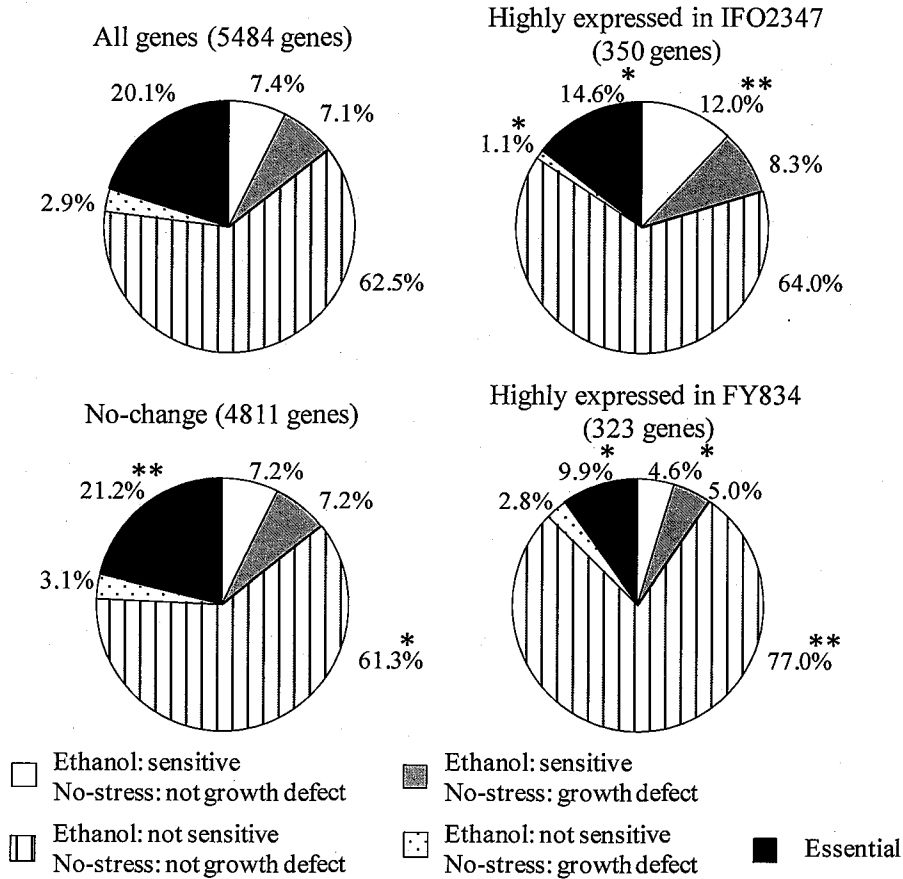 All genes (5484 genes)
20.1%
7.4%
7.1%
2.9%
62.5%
Highly expressed in IFO2347
(350 genes)
14.6%*
12.0%**
*
1.1%
8.3%
64.0%
No-change (4811 genes)
21.2%**
7.2%
7.2%
3.1%
61.3%*
Highly expressed in FY834
(323 genes)
9.9%*
4.6%*
2.8%
5.0%
77.0%**
Ethanol: sensitive
No-stress: not growth defect
Ethanol: sensitive
No-stress: growth defect
Ethanol: not sensitive
No-stress: not growth defect
Ethanol: not sensitive
No-stress: growth defect
Essential